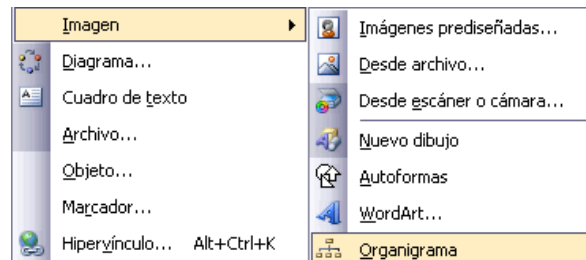 Imagen
Diagrama...
Cuadro de texto
Archivo...
Objeto...
Marcador...
Hipervínculo... Alt+Ctrl+K
Imágenes prediseñadas...
Desde archivo...
Desde escáner o cámara...
Nuevo dibujo
Autoformas
WordArt...
Organigrama